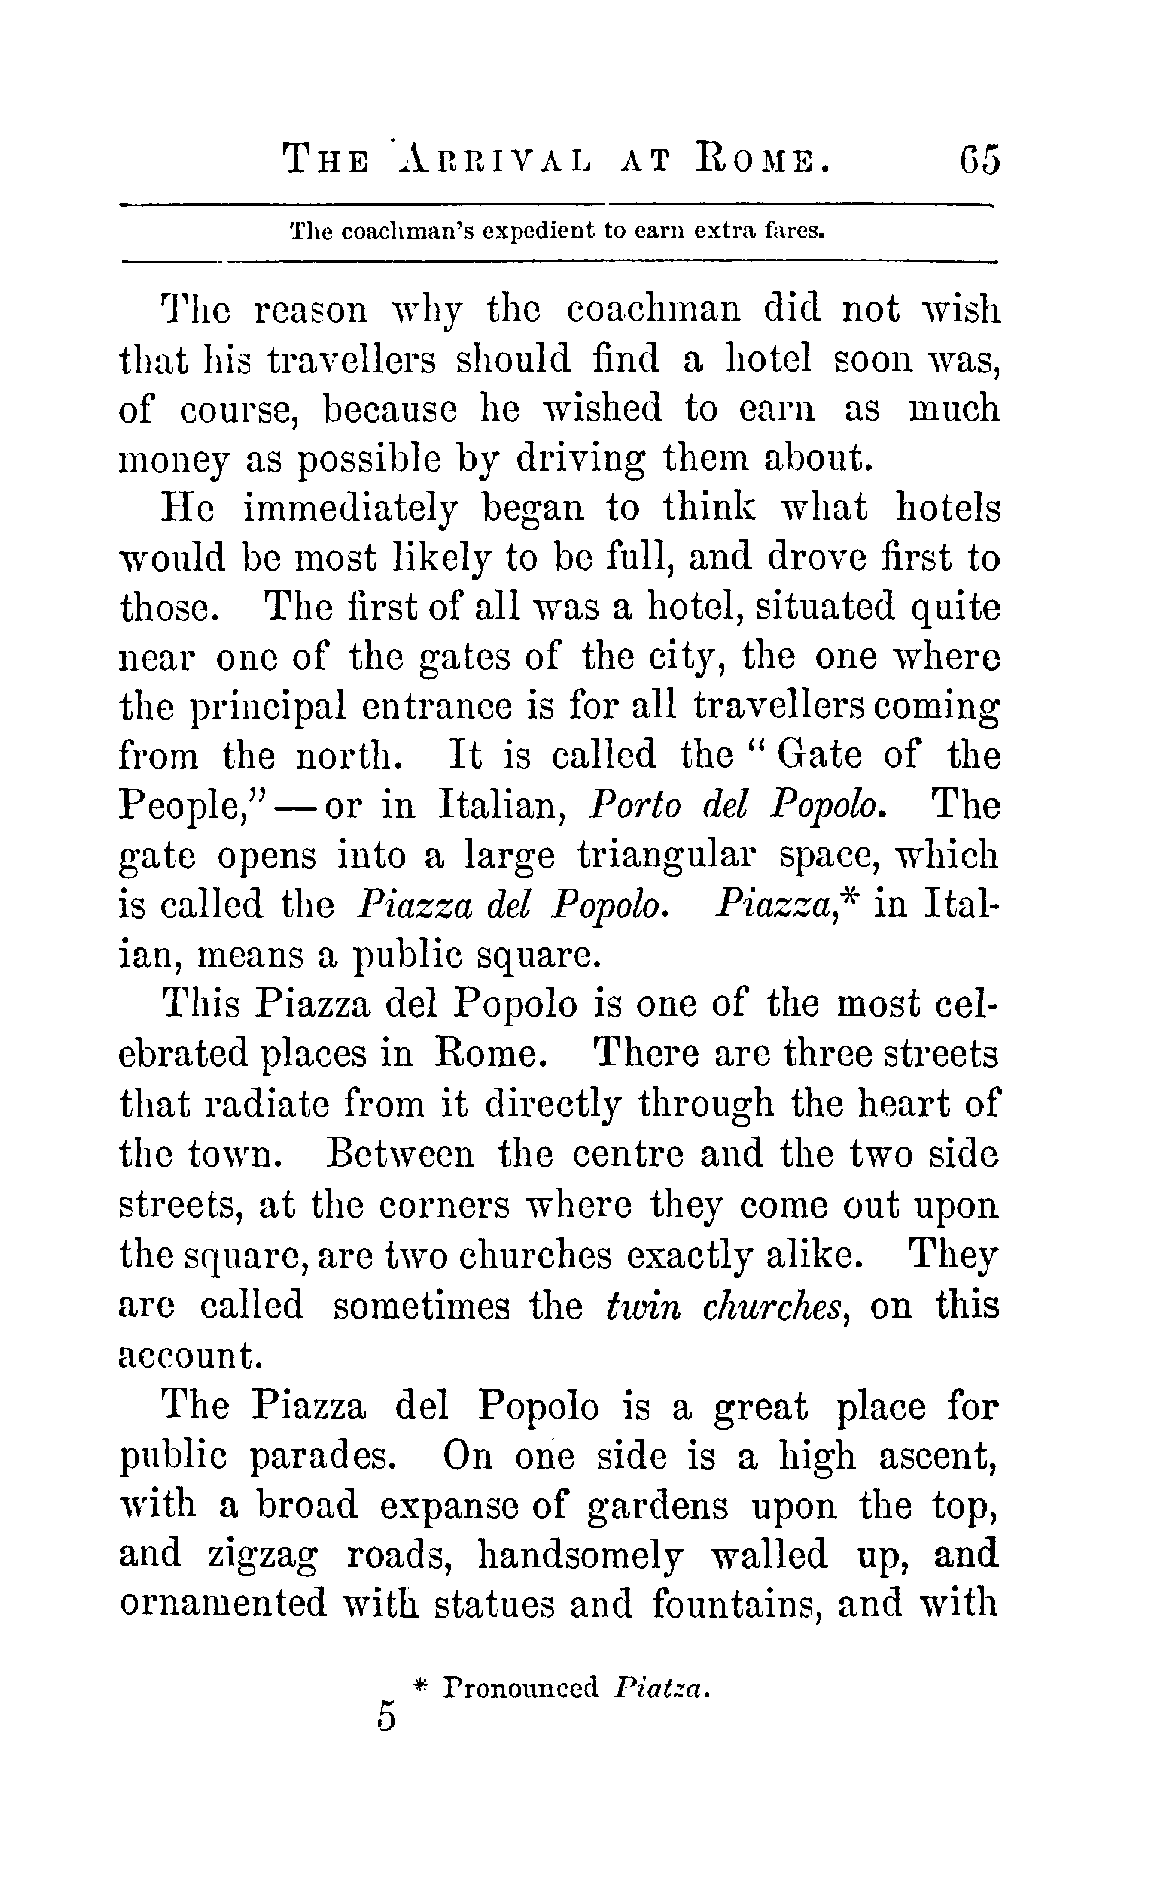 THE ARRIVAL AT ROME. 65
The coachman's expedient to earn extra fares.
The reason why the coachman did not wish
that his travellers should find a hotel soon was,
of course, because he wished to earn as much
money as possible by driving them about.
He immediately began to think what hotels
would be most likely to be full, and drove first to
those. The first of all was a hotel, situated quite
near one of the gates of the city, the one where
the principal entrance is for all travellers coming
from the north. It is called the “Gate of the
People,”—or in Italian, Porto del Popolo. The
gate opens into a large triangular space, which
is called the Piazza del Popolo. Piazza,* in Ital-
ian, means a public square.
This Piazza del Popolo is one of the most cel-
ebrated places in Rome. There are three streets
that radiate from it directly through the heart of
the town. Between the centre and the two side
streets, at the corners where they come out upon
the square, are two churches exactly alike. They
are called sometimes the twin churches, on this
account.
The Piazza del Popolo is a great place for
public parades. On one side is a high ascent,
with a broad expanse of gardens upon the top,
and zigzag roads, handsomely walled up, and
ornamented with statues and fountains, and with
* Pronounced Piatza.
5